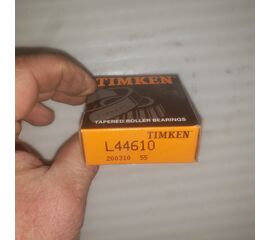 TIMKEN
TAPERED ROLLER BEARINGS
TIMKEN
L44610
200310 55